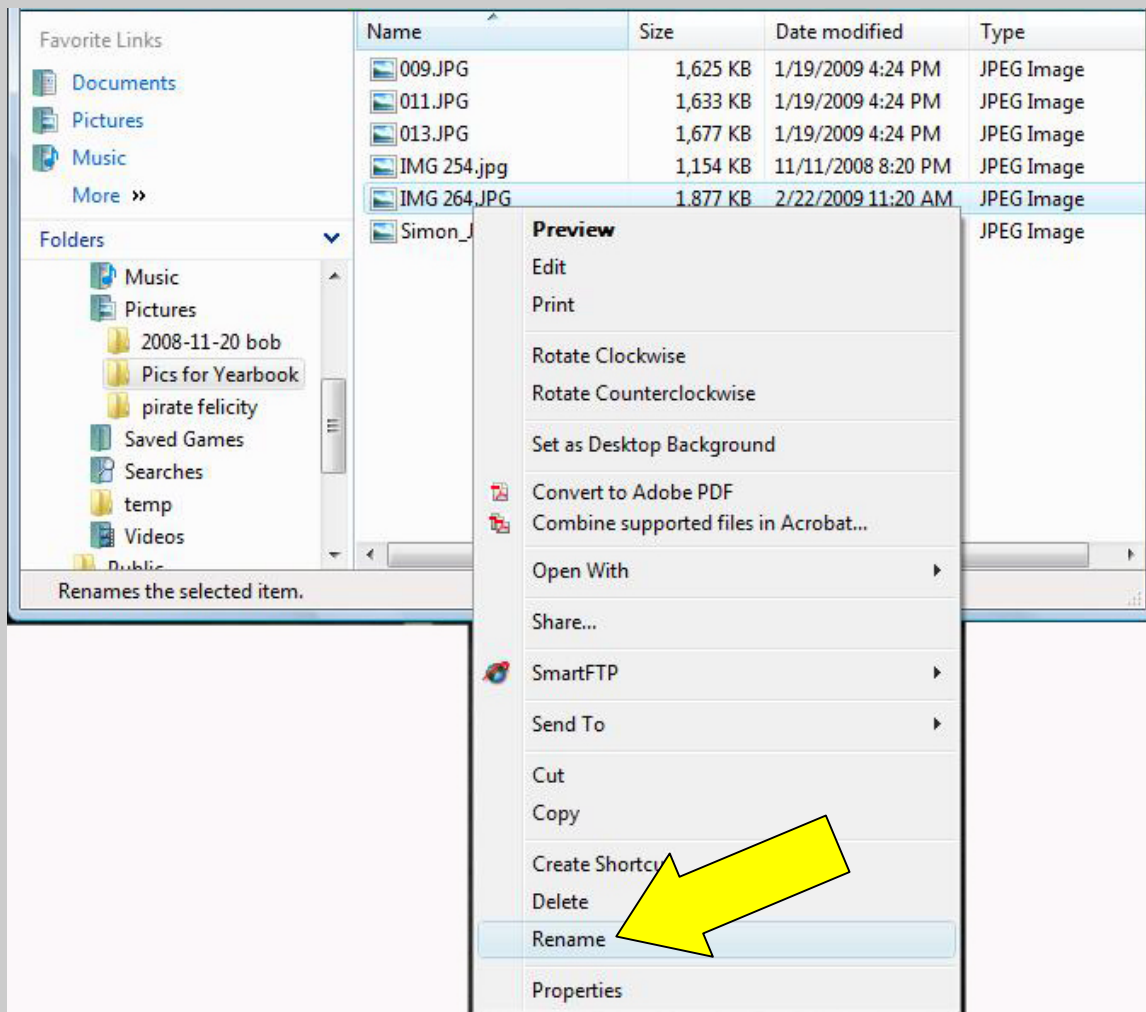 Favorite Links
Documents
Pictures
Music
More »
Folders
Music
Pictures
2008-11-20 bob
Pics for Yearbook
pirate felicity
Saved Games
Searches
temp
Videos
Public
Renames the selected item.
Name Size Date modified Type
009.JPG 1,625 KB 1/19/2009 4:24 PM JPEG Image
011.JPG 1,633 KB 1/19/2009 4:24 PM JPEG Image
013.JPG 1,677 KB 1/19/2009 4:24 PM JPEG Image
IMG 254.jpg 1,154 KB 11/11/2008 8:20 PM JPEG Image
IMG 264.JPG 1,877 KB 2/22/2009 11:20 AM JPEG Image
Simon_J JPEG Image
Preview
Edit
Print
Rotate Clockwise
Rotate Counterclockwise
Set as Desktop Background
Convert to Adobe PDF
Combine supported files in Acrobat...
Open With
Share...
SmartFTP
Send To
Cut
Copy
Create Shortcu
Delete
Rename
Properties